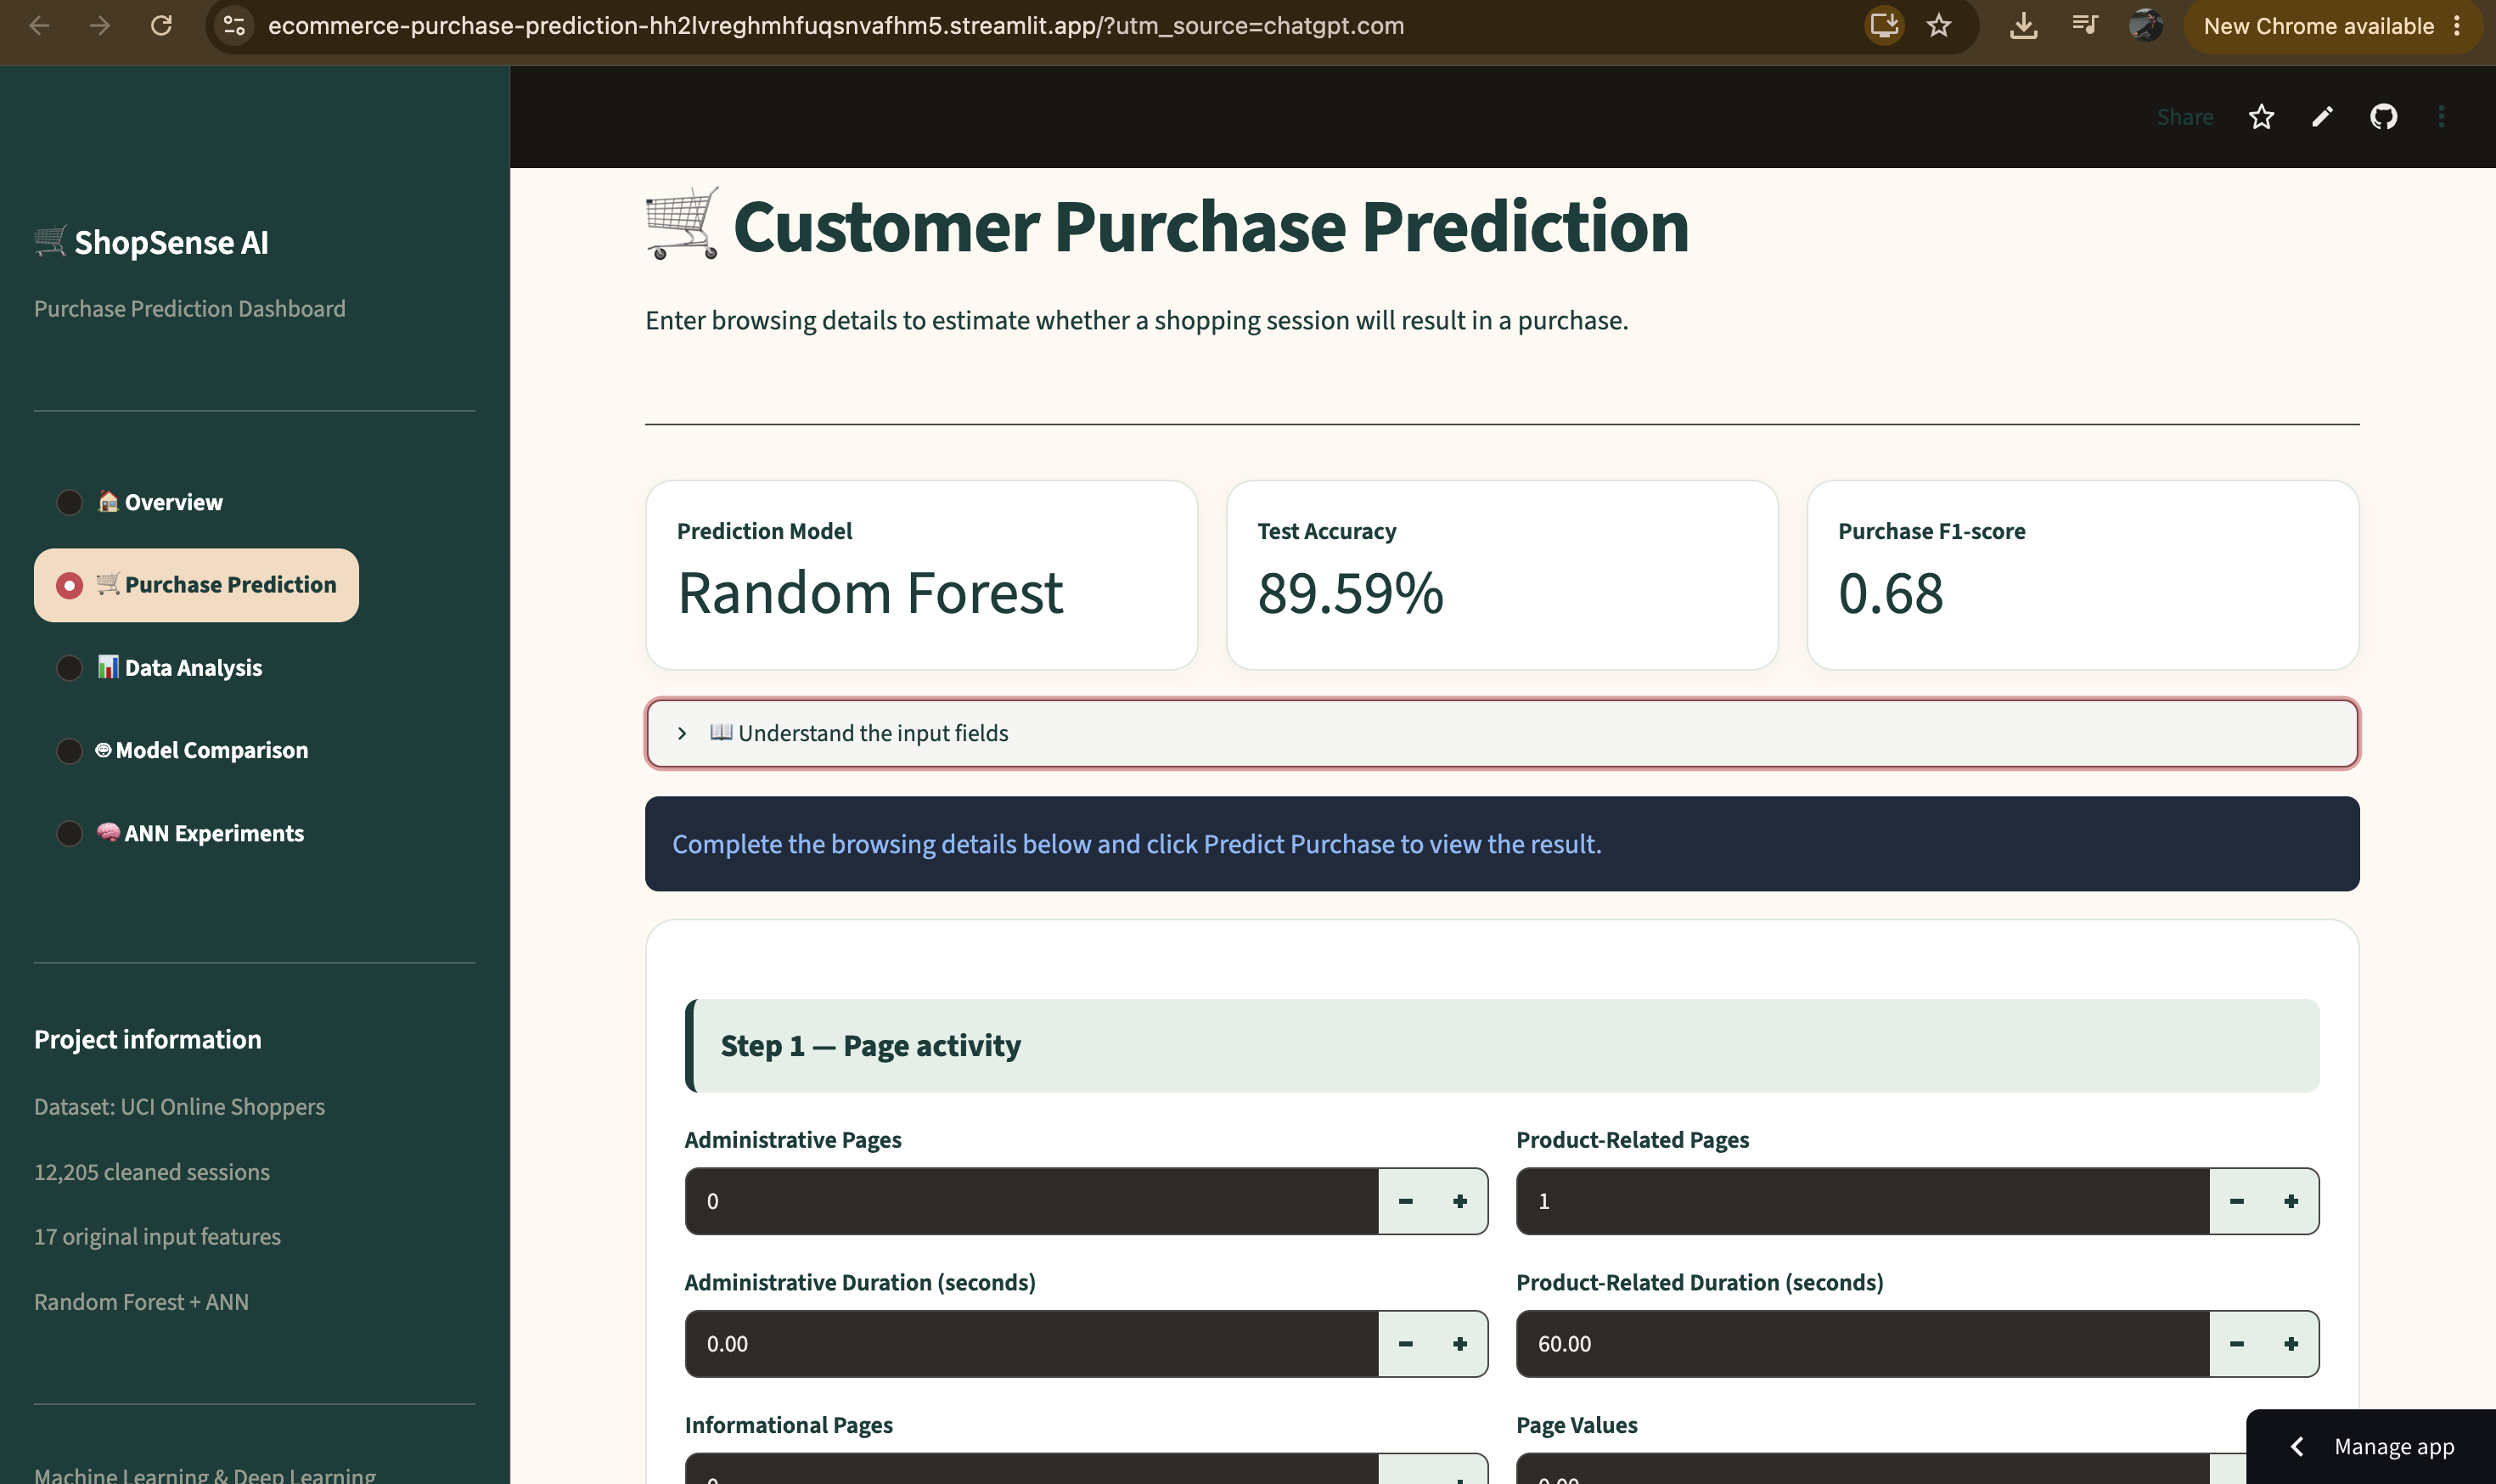 ecommerce-purchase-prediction-hh2lvreghmhfuqsnvafhm5.streamlit.app/?utm_source=chatgpt.com
New Chrome available
Share
ShopSense AI
Purchase Prediction Dashboard
Overview
Purchase Prediction
Data Analysis
Model Comparison
ANN Experiments
Project information
Dataset: UCI Online Shoppers
12,205 cleaned sessions
17 original input features
Random Forest + ANN
Machine Learning & Deep Learning
Customer Purchase Prediction
Enter browsing details to estimate whether a shopping session will result in a purchase.
Prediction Model
Random Forest
Test Accuracy
89.59%
Purchase F1-score
0.68
Understand the input fields
Complete the browsing details below and click Predict Purchase to view the result.
Step 1 — Page activity
Administrative Pages
0
Product-Related Pages
1
Administrative Duration (seconds)
0.00
Product-Related Duration (seconds)
60.00
Informational Pages
0
Page Values
0.00
Manage app